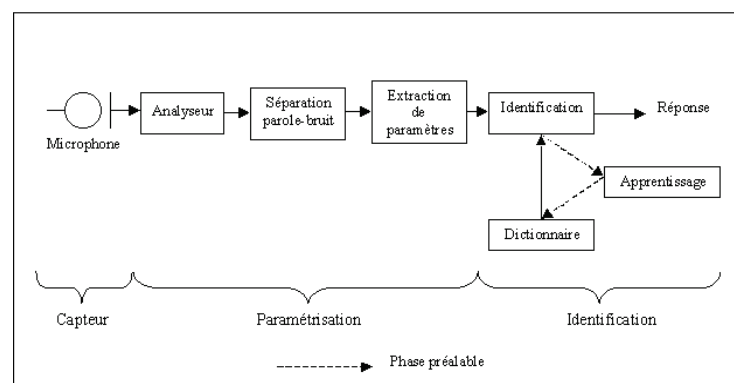 Microphone
Analyseur
Séparation
parole-bruit
Extraction
de
paramètres
Identification
Réponse
Apprentissage
Dictionnaire
Capteur
Paramétrisation
Identification
Phase préalable